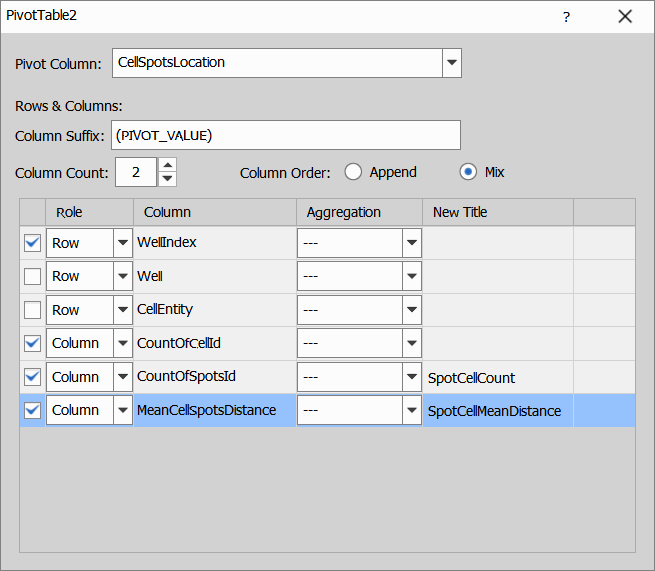 PivotTable2 ?
Pivot Column: CellSpotsLocation
Rows & Columns:
Column Suffix: (PIVOT_VALUE)
Column Count: 2 Column Order: Append Mix
Role Column Aggregation New Title
Row WellIndex ---
Row Well ---
Row CellEntity ---
Column CountOfCellId ---
Column CountOfSpotsId --- SpotCellCount
Column MeanCellSpotsDistance --- SpotCellMeanDistance